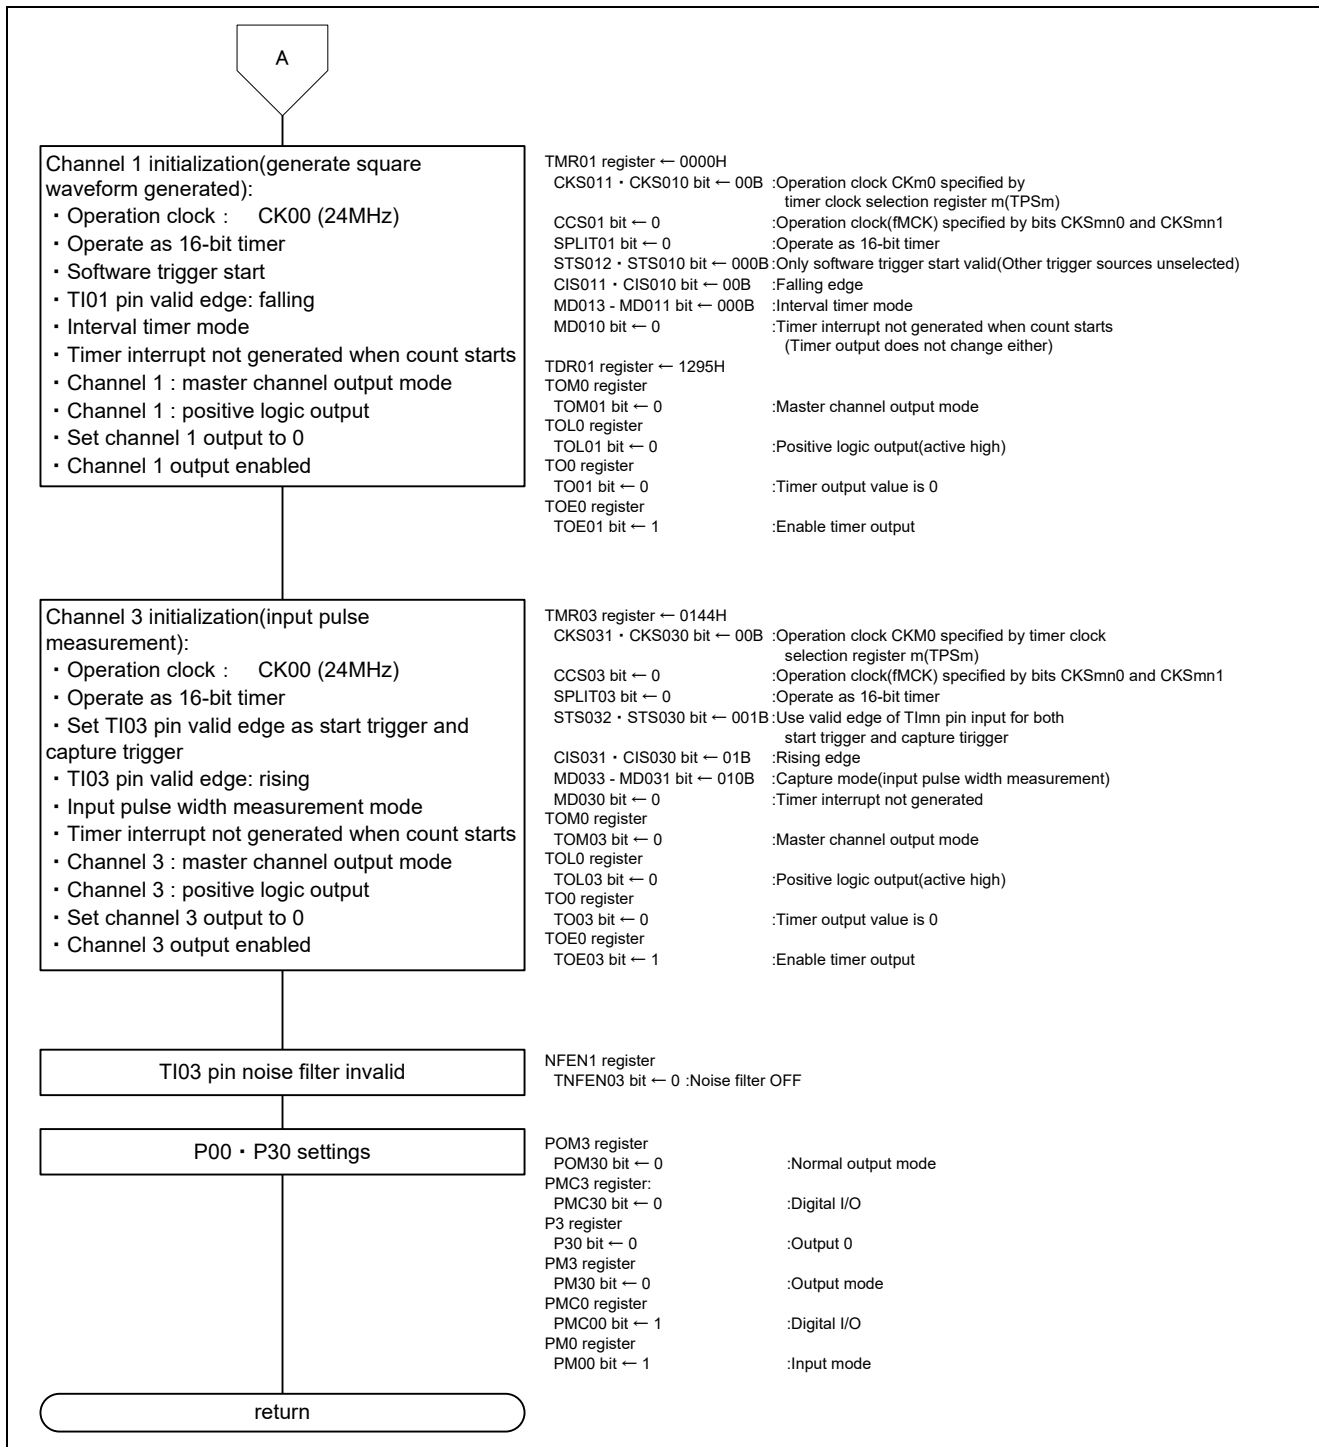 A
Channel 1 initialization(generate square
waveform generated):
・Operation clock :　CK00 (24MHz)
・Operate as 16-bit timer
・Software trigger start
・TI01 pin valid edge: falling
・Interval timer mode
・Timer interrupt not generated when count starts
・Channel 1 : master channel output mode
・Channel 1 : positive logic output
・Set channel 1 output to 0
・Channel 1 output enabled
TMR01 register ← 0000H
CKS011・CKS010 bit ← 00B :Operation clock CKm0 specified by
timer clock selection register m(TPSm)
CCS01 bit ← 0 :Operation clock(fMCK) specified by bits CKSmn0 and CKSmn1
SPLIT01 bit ← 0 :Operate as 16-bit timer
STS012・STS010 bit ← 000B :Only software trigger start valid(Other trigger sources unselected)
CIS011・CIS010 bit ← 00B :Falling edge
MD013 - MD011 bit ← 000B :Interval timer mode
MD010 bit ← 0 :Timer interrupt not generated when count starts
(Timer output does not change either)
TDR01 register ← 1295H
TOM0 register
TOM01 bit ← 0 :Master channel output mode
TOL0 register
TOL01 bit ← 0 :Positive logic output(active high)
TO0 register
TO01 bit ← 0 :Timer output value is 0
TOE0 register
TOE01 bit ← 1 :Enable timer output
Channel 3 initialization(input pulse
measurement):
・Operation clock :　CK00 (24MHz)
・Operate as 16-bit timer
・Set TI03 pin valid edge as start trigger and
capture trigger
・TI03 pin valid edge: rising
・Input pulse width measurement mode
・Timer interrupt not generated when count starts
・Channel 3 : master channel output mode
・Channel 3 : positive logic output
・Set channel 3 output to 0
・Channel 3 output enabled
TMR03 register ← 0144H
CKS031・CKS030 bit ← 00B :Operation clock CKM0 specified by timer clock
selection register m(TPSm)
CCS03 bit ← 0 :Operation clock(fMCK) specified by bits CKSmn0 and CKSmn1
SPLIT03 bit ← 0 :Operate as 16-bit timer
STS032・STS030 bit ← 001B :Use valid edge of TImn pin input for both
start trigger and capture tirigger
CIS031・CIS030 bit ← 01B :Rising edge
MD033 - MD031 bit ← 010B :Capture mode(input pulse width measurement)
MD030 bit ← 0 :Timer interrupt not generated
TOM0 register
TOM03 bit ← 0 :Master channel output mode
TOL0 register
TOL03 bit ← 0 :Positive logic output(active high)
TO0 register
TO03 bit ← 0 :Timer output value is 0
TOE0 register
TOE03 bit ← 1 :Enable timer output
TI03 pin noise filter invalid
NFEN1 register
TNFEN03 bit ← 0 :Noise filter OFF
P00・P30 settings
POM3 register
POM30 bit ← 0 :Normal output mode
PMC3 register:
PMC30 bit ← 0 :Digital I/O
P3 register
P30 bit ← 0 :Output 0
PM3 register
PM30 bit ← 0 :Output mode
PMC0 register
PMC00 bit ← 1 :Digital I/O
PM0 register
PM00 bit ← 1 :Input mode
return